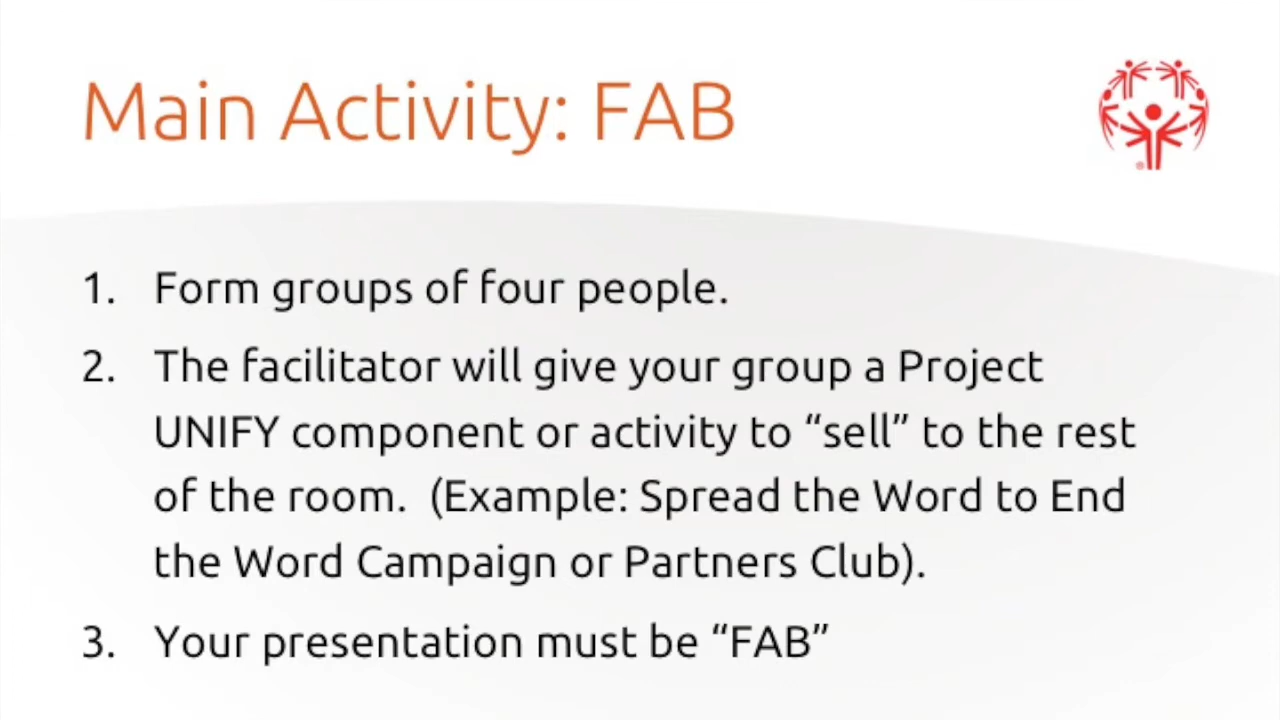 Main Activity: FAB
1. Form groups of four people.
2. The facilitator will give your group a Project
UNIFY component or activity to “sell” to the rest
of the room.  (Example: Spread the Word to End
the Word Campaign or Partners Club).
3. Your presentation must be “FAB”
®